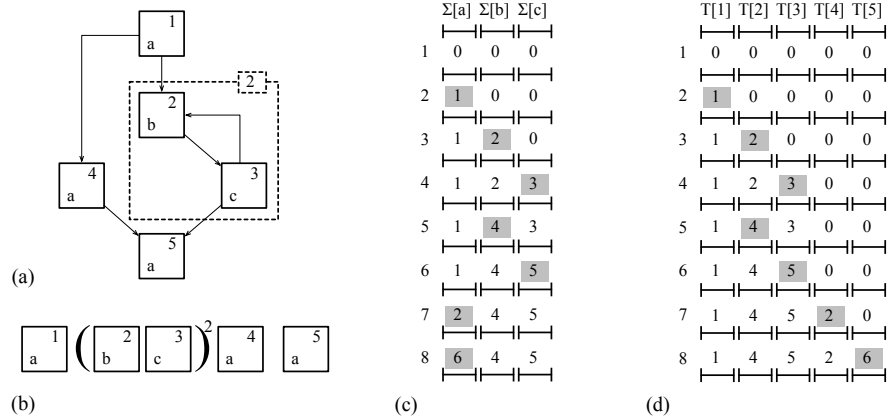 1
a
2
2
b
4
a
3
c
5
a
(a)
1 a ( 2 b 3 c )2 4 a 5 a
(b)
Σ[a] Σ[b] Σ[c]
1 0 0 0
2 1 0 0
3 1 2 0
4 1 2 3
5 1 4 3
6 1 4 5
7 2 4 5
8 6 4 5
(c)
T[1] T[2] T[3] T[4] T[5]
1 0 0 0 0 0
2 1 0 0 0 0
3 1 2 0 0 0
4 1 2 3 0 0
5 1 4 3 0 0
6 1 4 5 0 0
7 1 4 5 2 0
8 1 4 5 2 6
(d)